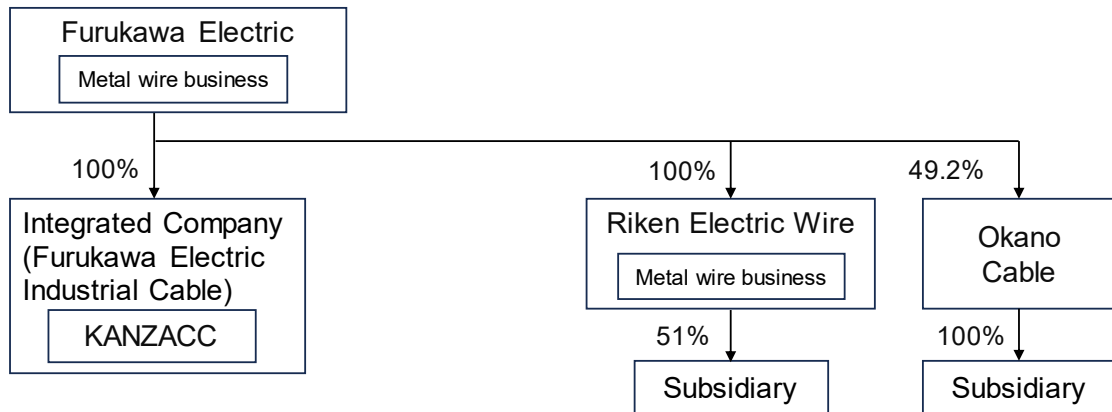 Furukawa Electric
Metal wire business
100%
100%
49.2%
Integrated Company
(Furukawa Electric
Industrial Cable)
KANZACC
Riken Electric Wire
Metal wire business
Okano
Cable
51%
100%
Subsidiary
Subsidiary